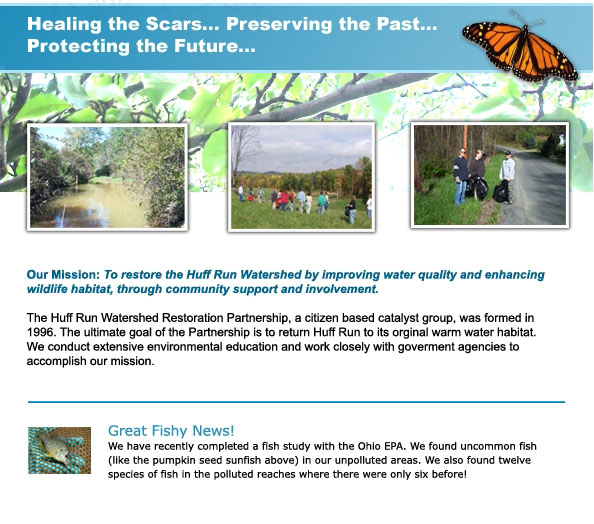 Healing the Scars... Preserving the Past...
Protecting the Future...
Our Mission: To restore the Huff Run Watershed by improving water quality and enhancing
wildlife habitat, through community support and involvement.
The Huff Run Watershed Restoration Partnership, a citizen based catalyst group, was formed in
1996. The ultimate goal of the Partnership is to return Huff Run to its orginal warm water habitat.
We conduct extensive environmental education and work closely with goverment agencies to
accomplish our mission.
Great Fishy News!
We have recently completed a fish study with the Ohio EPA. We found uncommon fish
(like the pumpkin seed sunfish above) in our unpolluted areas. We also found twelve
species of fish in the polluted reaches where there were only six before!